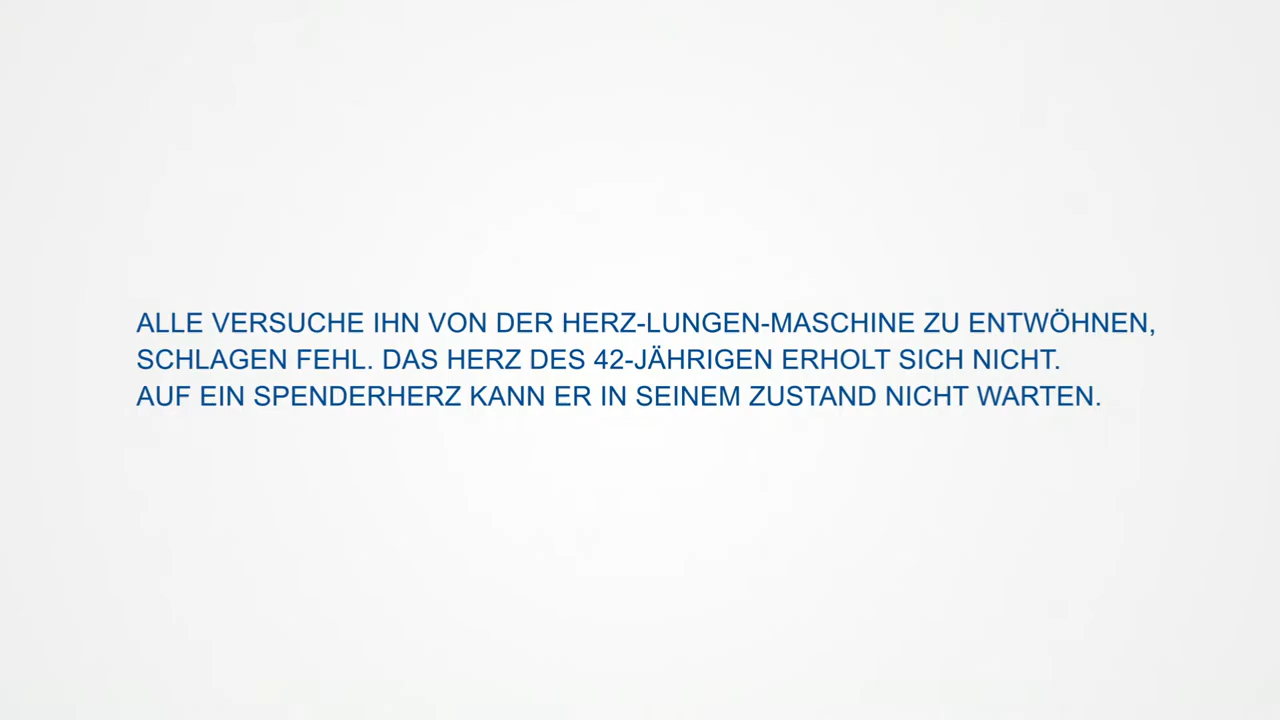 ALLE VERSUCHE IHN VON DER HERZ-LUNGEN-MASCHINE ZU ENTWÖHNEN,
SCHLAGEN FEHL. DAS HERZ DES 42-JÄHRIGEN ERHOLT SICH NICHT.
AUF EIN SPENDERHERZ KANN ER IN SEINEM ZUSTAND NICHT WARTEN.